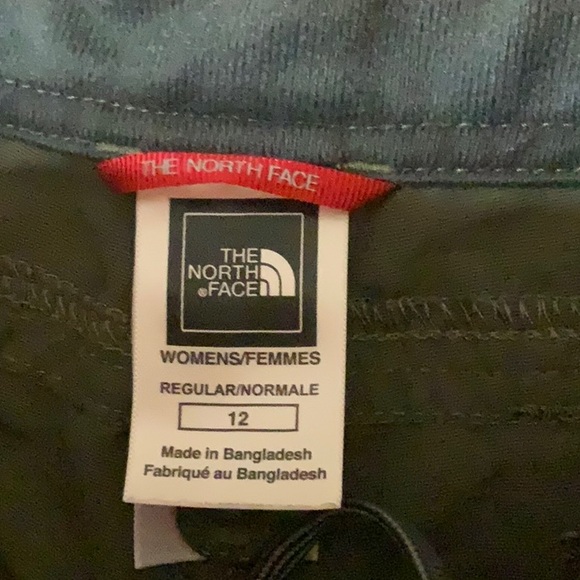 THE NORTH FACE
THE
NORTH
®FACE
WOMENS/FEMMES
REGULAR/NORMALE
12
Made in Bangladesh
Fabriqué au Bangladesh